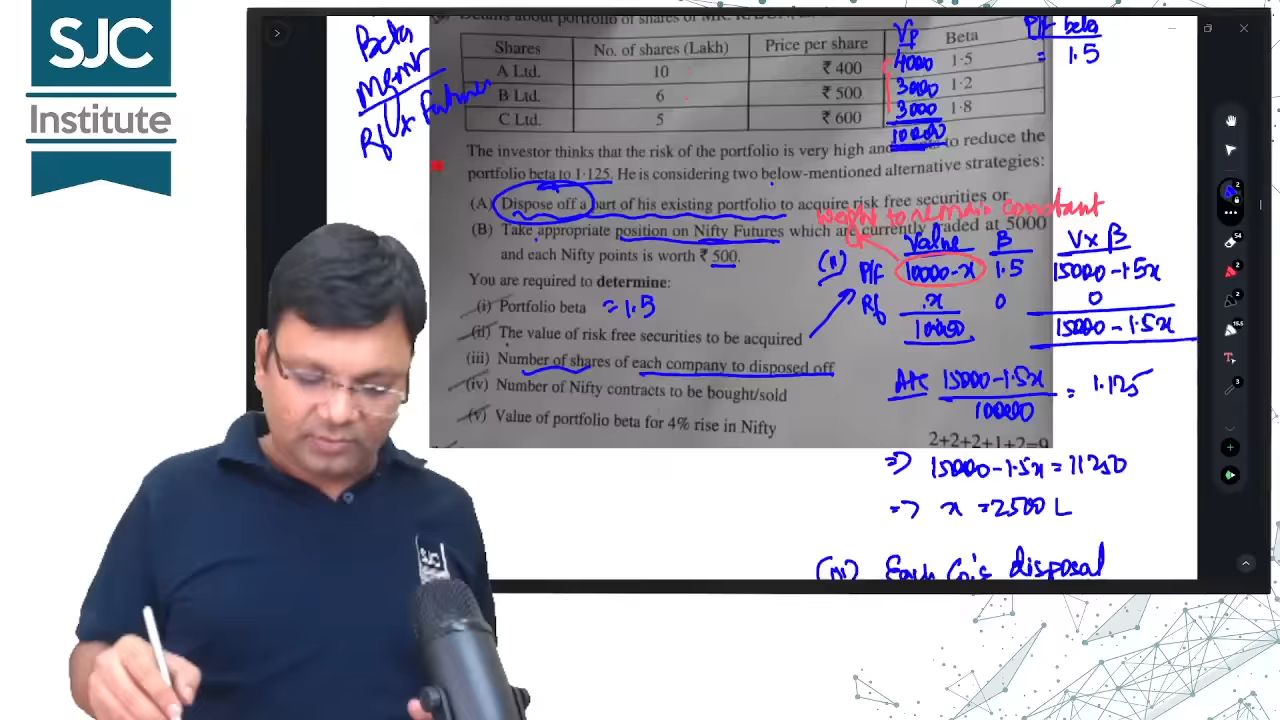 SJC
Institute
Beta
mgmt
Rf Futures
Details about portfolio of shares of
Shares No. of shares (Lakh) Price per share VP Beta
A Ltd. 10 ₹ 400 4000 1·5
B Ltd. 6 ₹ 500 3000 1·2
C Ltd. 5 ₹ 600 3000 1·8
10000
P/f beta
= 1.5
The investor thinks that the risk of the portfolio is very high and to reduce the
portfolio beta to 1·125. He is considering two below-mentioned alternative strategies:
(A) Dispose off a part of his existing portfolio to acquire risk free securities or
(B) Take appropriate position on Nifty Futures which are currently traded at 5000
and each Nifty points is worth ₹ 500.
You are required to determine:
(i) Portfolio beta = 1.5
(ii) The value of risk free securities to be acquired
(iii) Number of shares of each company to disposed off
(iv) Number of Nifty contracts to be bought/sold
(v) Value of portfolio beta for 4% rise in Nifty
2+2+2+1+2=9
weight to remain constant
(ii) Value β V×β
P/f 10000-x 1.5 15000-1.5x
Rf x 0 0
10000 15000-1.5x
ATC 15000-1.5x = 1.125
10000
=> 15000-1.5x = 11250
=> x = 2500 L
(iii) Each Co.'s disposal
SJC